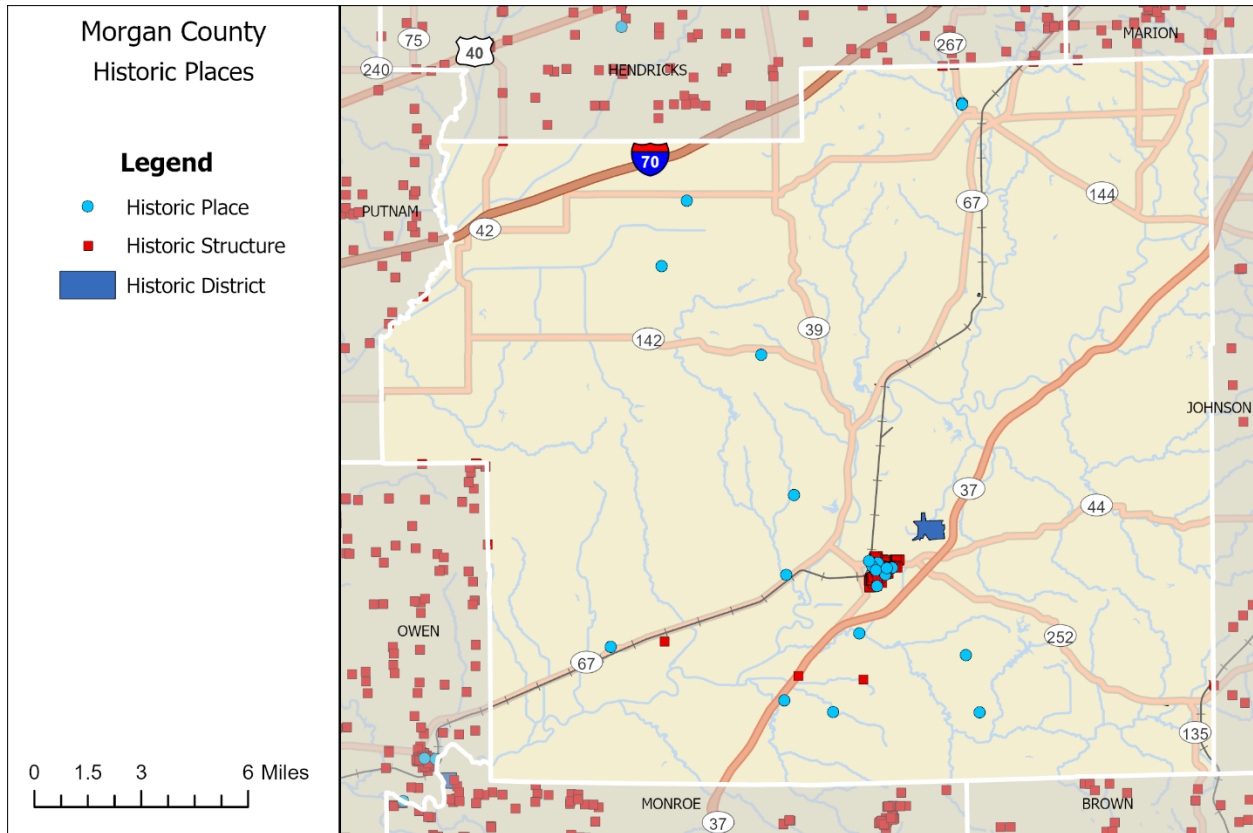 Morgan County
Historic Places
Legend
Historic Place
Historic Structure
Historic District
0 1.5 3 6 Miles
75
40
240
HENDRICKS
267
MARION
70
PUTNAM
42
67
144
142
39
JOHNSON
37
44
OWEN
67
252
135
MONROE
BROWN
37